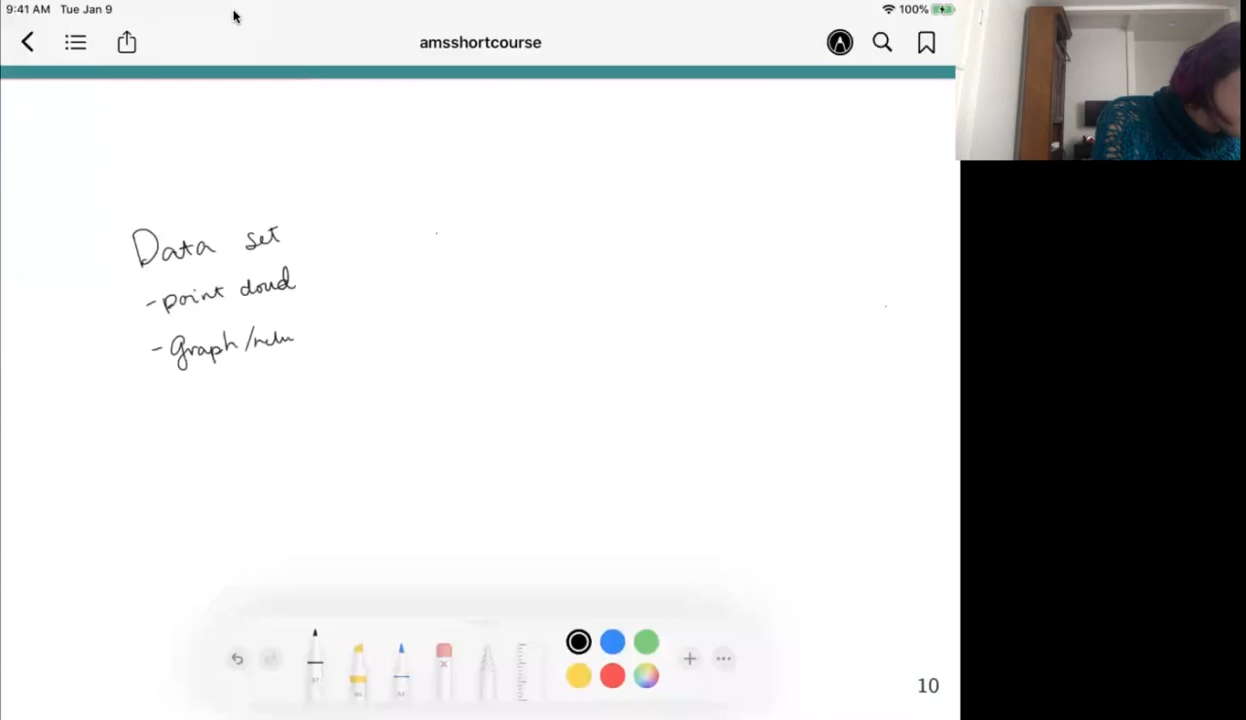 9:41 AM Tue Jan 9
100%
amsshortcourse
Data set
- point cloud
- graph/
10